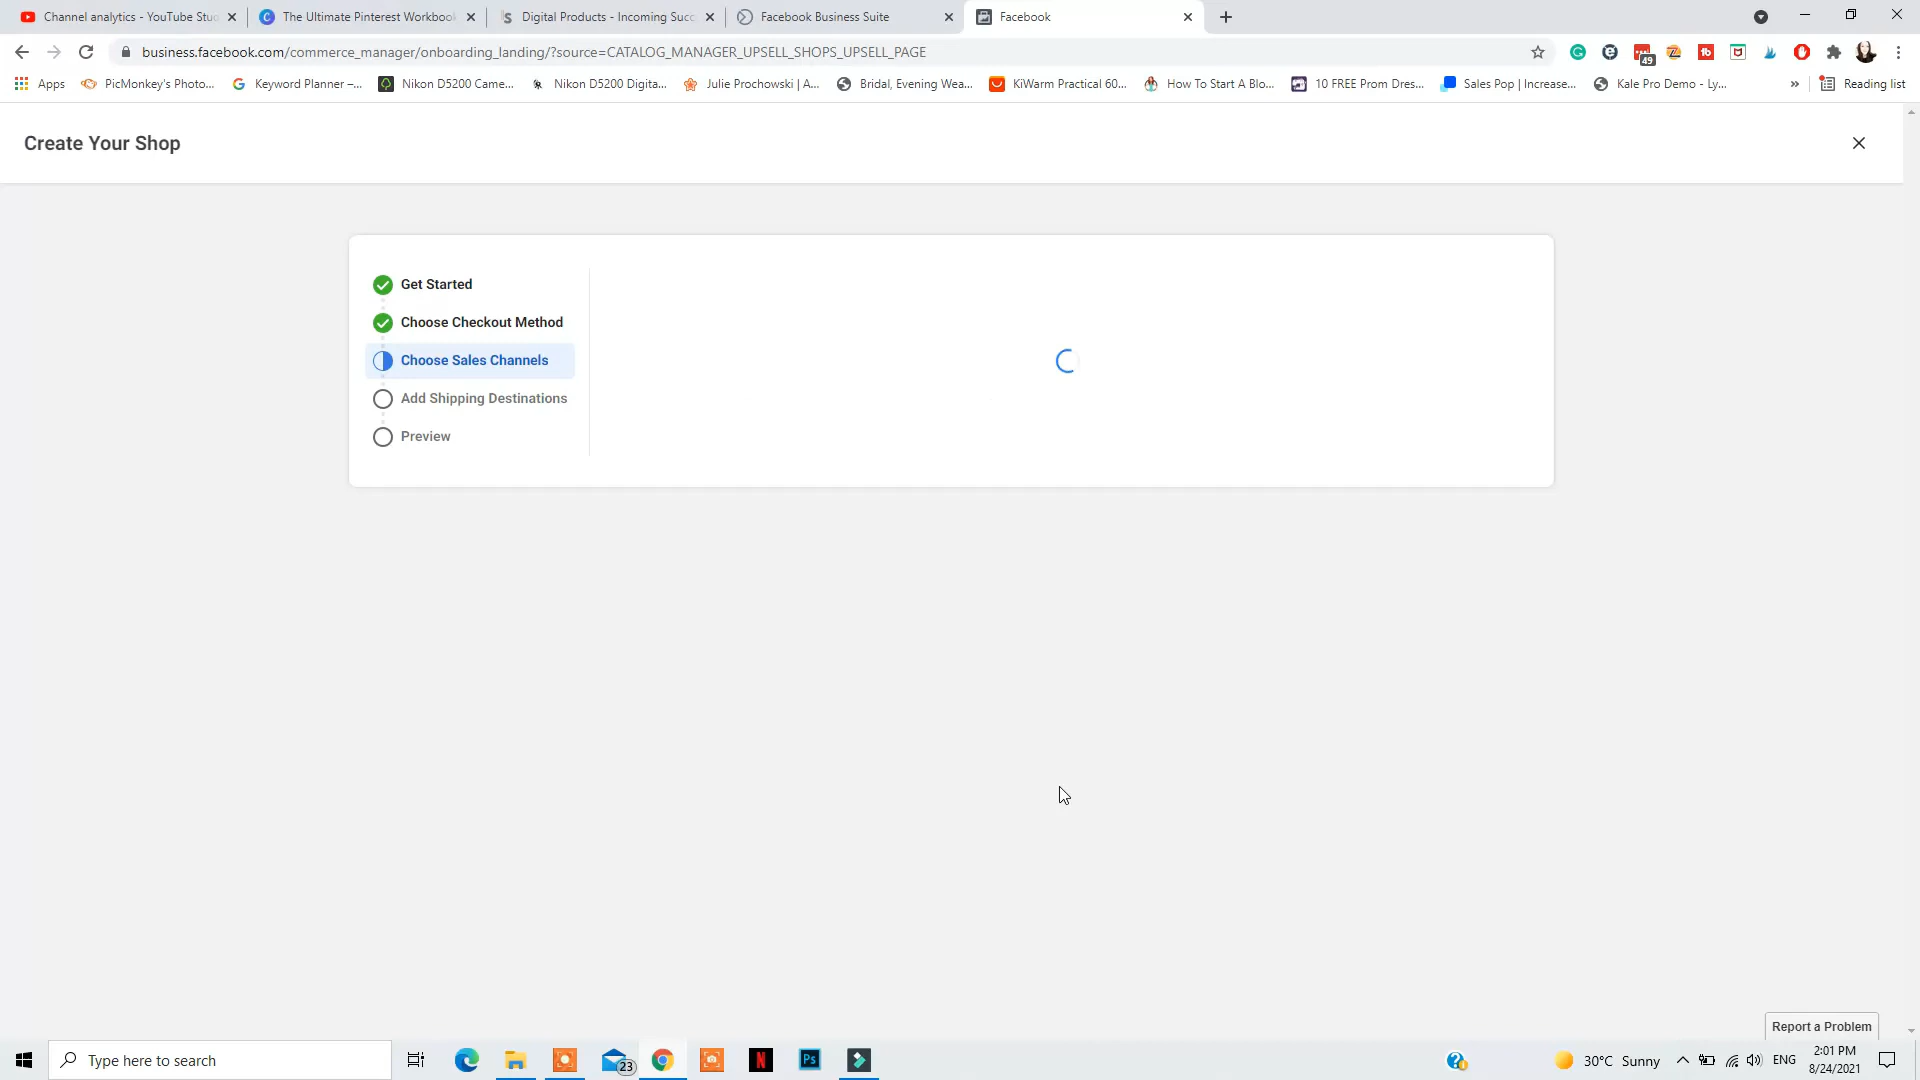 Channel analytics - YouTube Stu
The Ultimate Pinterest Workbook
Digital Products - Incoming Succ
Facebook Business Suite
Facebook
business.facebook.com/commerce_manager/onboarding_landing/?source=CATALOG_MANAGER_UPSELL_SHOPS_UPSELL_PAGE
49
Apps
PicMonkey's Photo...
Keyword Planner –...
Nikon D5200 Came...
Nikon D5200 Digita...
Julie Prochowski | A...
Bridal, Evening Wea...
KiWarm Practical 60...
How To Start A Blo...
10 FREE Prom Dres...
Sales Pop | Increase...
Kale Pro Demo - Ly...
»
Reading list
Create Your Shop
Get Started
Choose Checkout Method
Choose Sales Channels
Add Shipping Destinations
Preview
Report a Problem
Type here to search
23
N
Ps
30°C Sunny
ENG
2:01 PM
8/24/2021